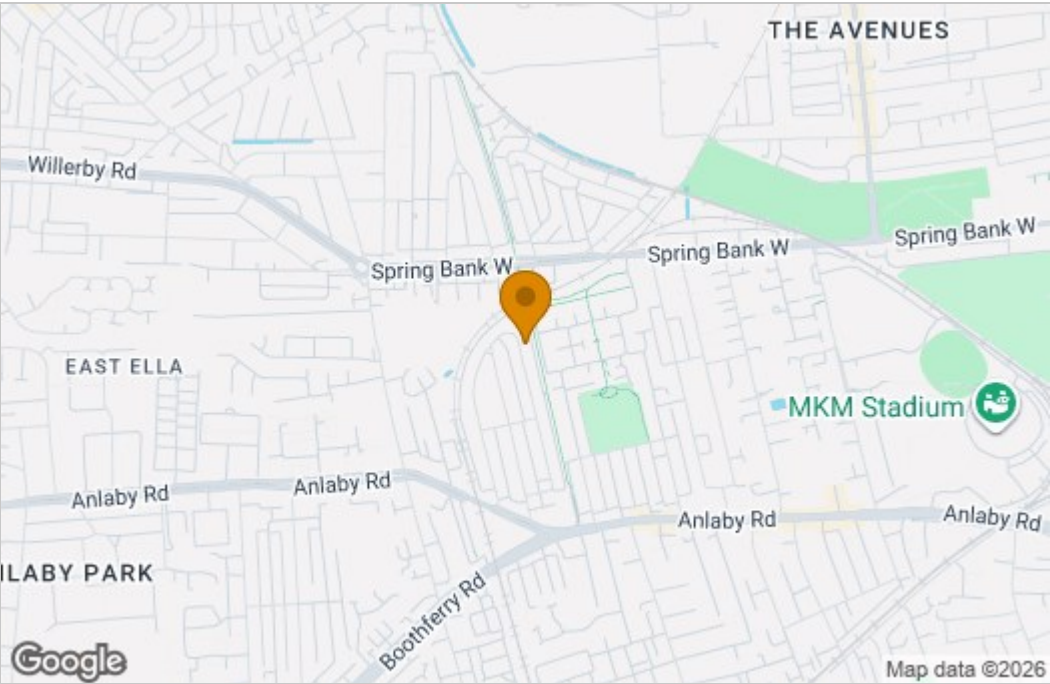 THE AVENUES
Willerby Rd
Spring Bank W
Spring Bank W
Spring Bank W
EAST ELLA
MKM Stadium
Anlaby Rd
Anlaby Rd
Anlaby Rd
Anlaby Rd
ILABY PARK
Boothferry Rd
Google
Map data ©2026